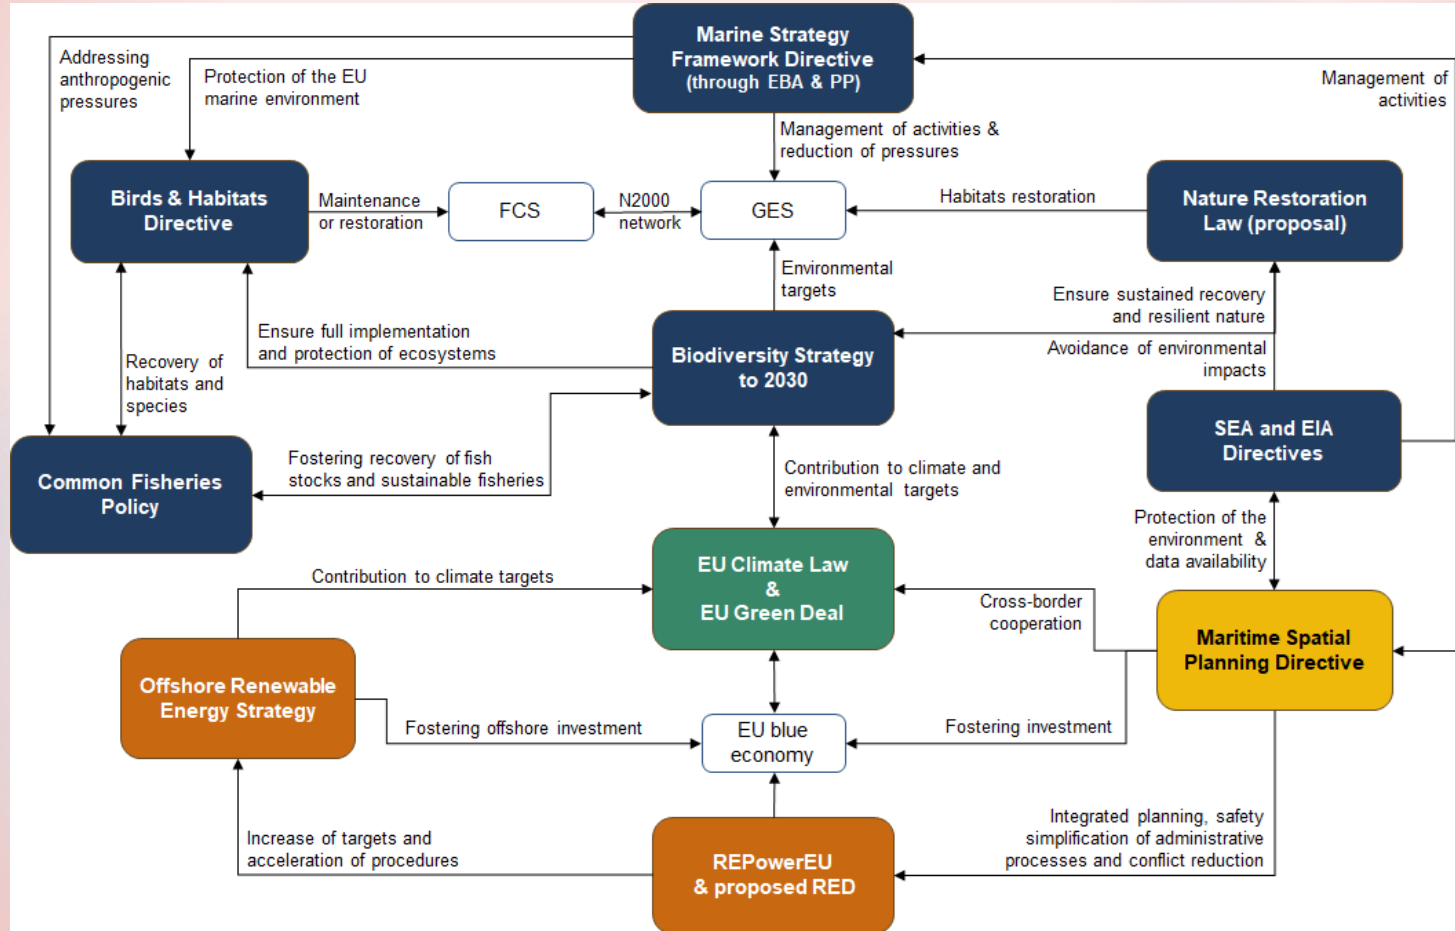 Marine Strategy
Framework Directive
(through EBA & PP)
Addressing
anthropogenic
pressures
Protection of the EU
marine environment
Management of
activities
Management of activities &
reduction of pressures
Birds & Habitats
Directive
Maintenance
or restoration
FCS
N2000
network
GES
Habitats restoration
Nature Restoration
Law (proposal)
Environmental
targets
Ensure sustained recovery
and resilient nature
Ensure full implementation
and protection of ecosystems
Biodiversity Strategy
to 2030
Avoidance of environmental
impacts
Recovery of
habitats and
species
SEA and EIA
Directives
Common Fisheries
Policy
Fostering recovery of fish
stocks and sustainable fisheries
Contribution to climate and
environmental targets
Protection of the
environment &
data availability
Contribution to climate targets
EU Climate Law
&
EU Green Deal
Cross-border
cooperation
Maritime Spatial
Planning Directive
Offshore Renewable
Energy Strategy
Fostering offshore investment
EU blue
economy
Fostering investment
Increase of targets and
acceleration of procedures
REPowerEU
& proposed RED
Integrated planning, safety
simplification of administrative
processes and conflict reduction